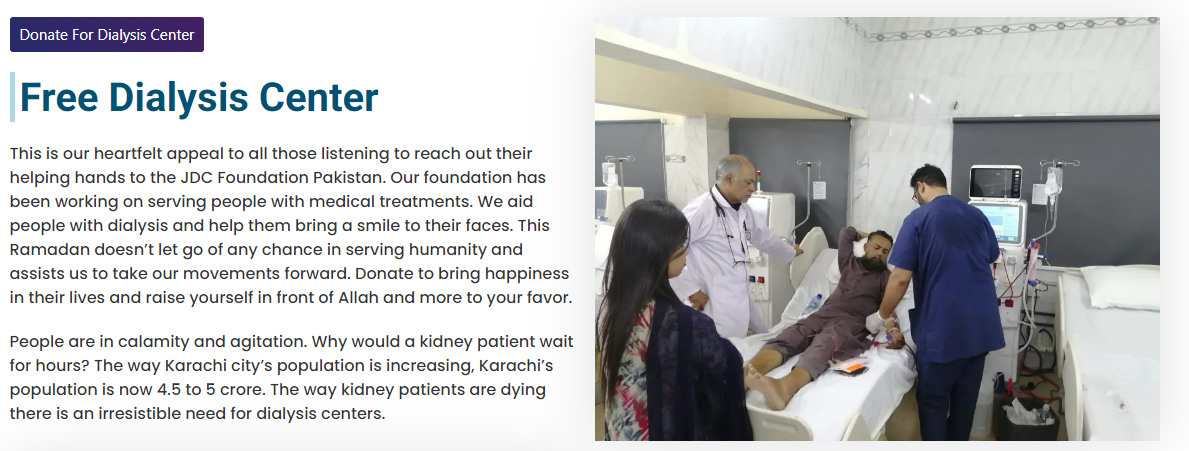 Donate For Dialysis Center
Free Dialysis Center
This is our heartfelt appeal to all those listening to reach out their
helping hands to the JDC Foundation Pakistan. Our foundation has
been working on serving people with medical treatments. We aid
people with dialysis and help them bring a smile to their faces. This
Ramadan doesn’t let go of any chance in serving humanity and
assists us to take our movements forward. Donate to bring happiness
in their lives and raise yourself in front of Allah and more to your favor.
People are in calamity and agitation. Why would a kidney patient wait
for hours? The way Karachi city’s population is increasing, Karachi’s
population is now 4.5 to 5 crore. The way kidney patients are dying
there is an irresistible need for dialysis centers.